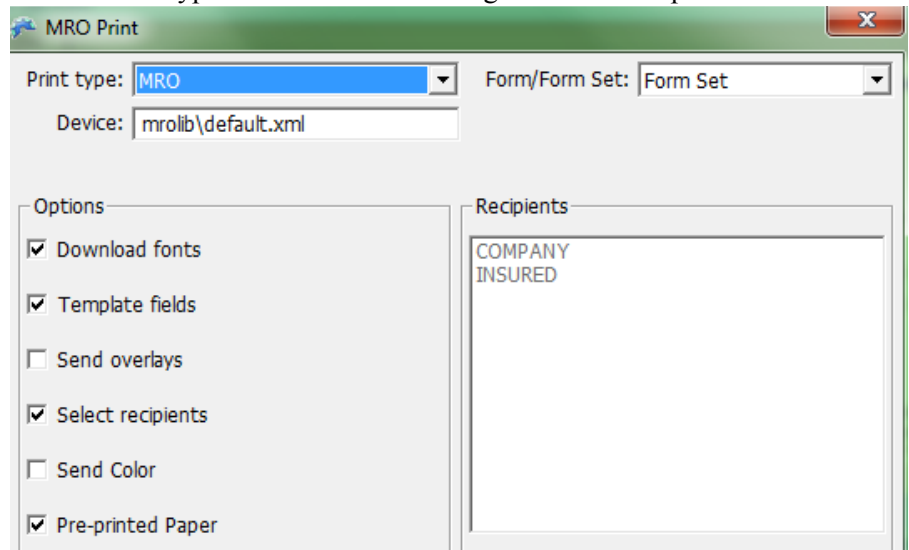 MRO Print
Print type: MRO
Form/Form Set: Form Set
Device: mrolib\default.xml
Options
Download fonts
Template fields
Send overlays
Select recipients
Send Color
Pre-printed Paper
Recipients
COMPANY
INSURED